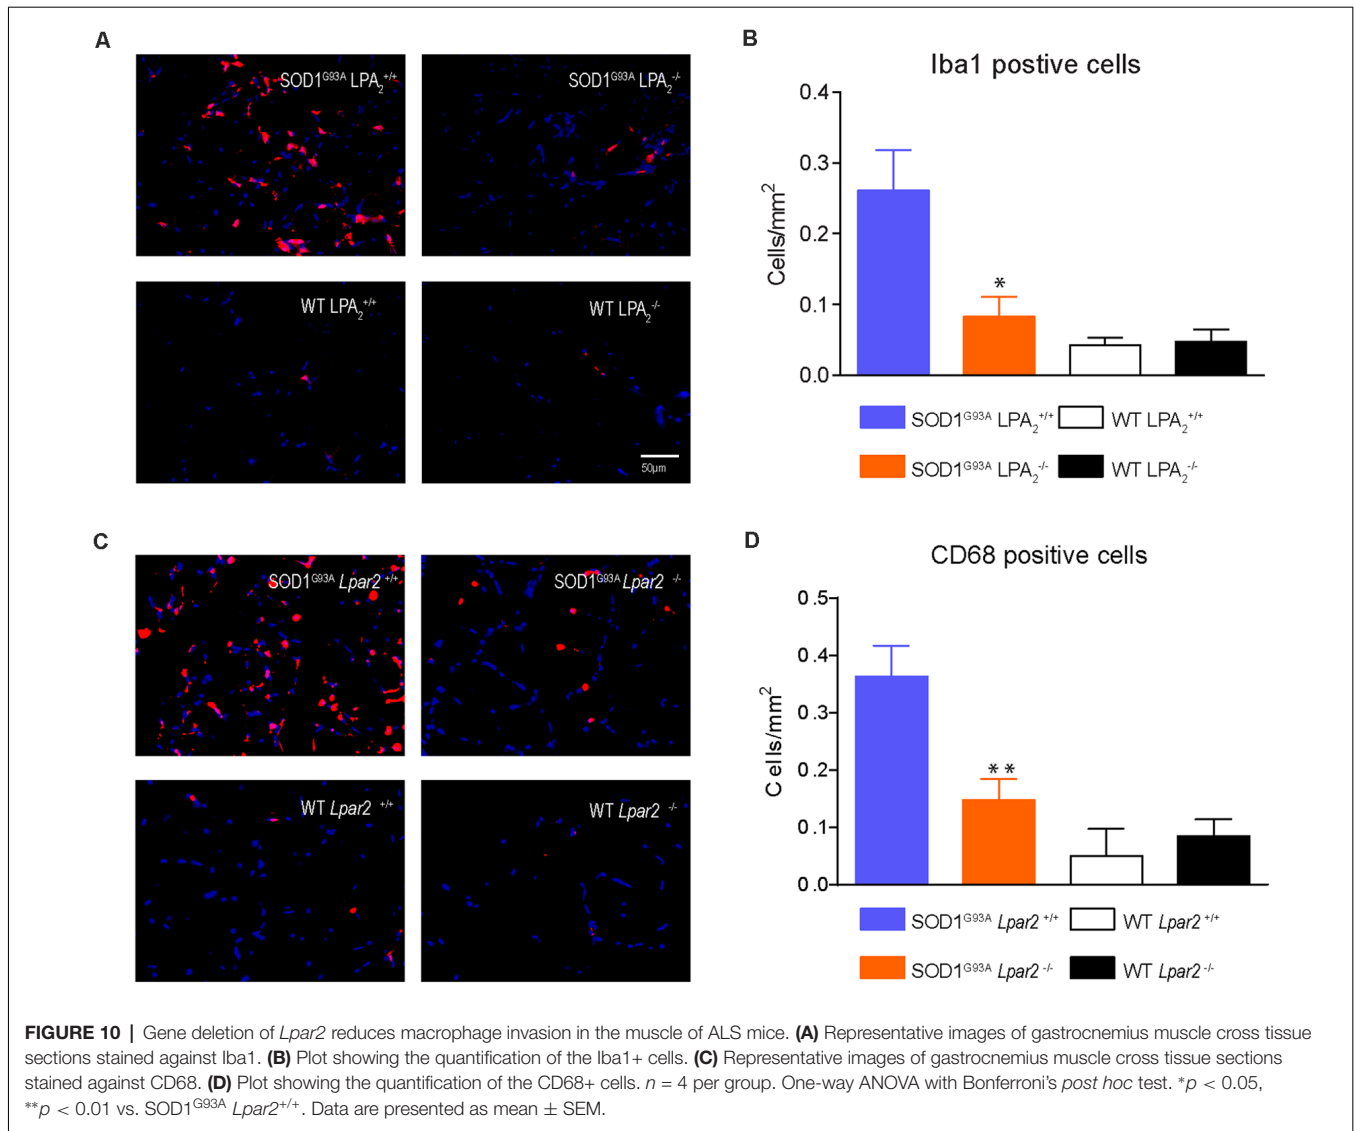 A
SOD1G93A LPA2+/+
SOD1G93A LPA2-/-
WT LPA2+/+
WT LPA2-/-
50µm
B
Iba1 postive cells
0.4
0.3
0.2
0.1
0.0
Cells/mm2
*
SOD1G93A LPA2+/+ WT LPA2+/+
SOD1G93A LPA2-/- WT LPA2-/-
C
SOD1G93A Lpar2 +/+
SOD1G93A Lpar2 -/-
WT Lpar2 +/+
WT Lpar2 -/-
D
CD68 positive cells
0.5
0.4
0.3
0.2
0.1
0.0
Cells/mm2
**
SOD1G93A Lpar2 +/+ WT Lpar2 +/+
SOD1G93A Lpar2 -/- WT Lpar2 -/-
FIGURE 10 | Gene deletion of Lpar2 reduces macrophage invasion in the muscle of ALS mice. (A) Representative images of gastrocnemius muscle cross tissue
sections stained against Iba1. (B) Plot showing the quantification of the Iba1+ cells. (C) Representative images of gastrocnemius muscle cross tissue sections
stained against CD68. (D) Plot showing the quantification of the CD68+ cells. n = 4 per group. One-way ANOVA with Bonferroni's post hoc test. *p < 0.05,
**p < 0.01 vs. SOD1G93A Lpar2+/+. Data are presented as mean ± SEM.